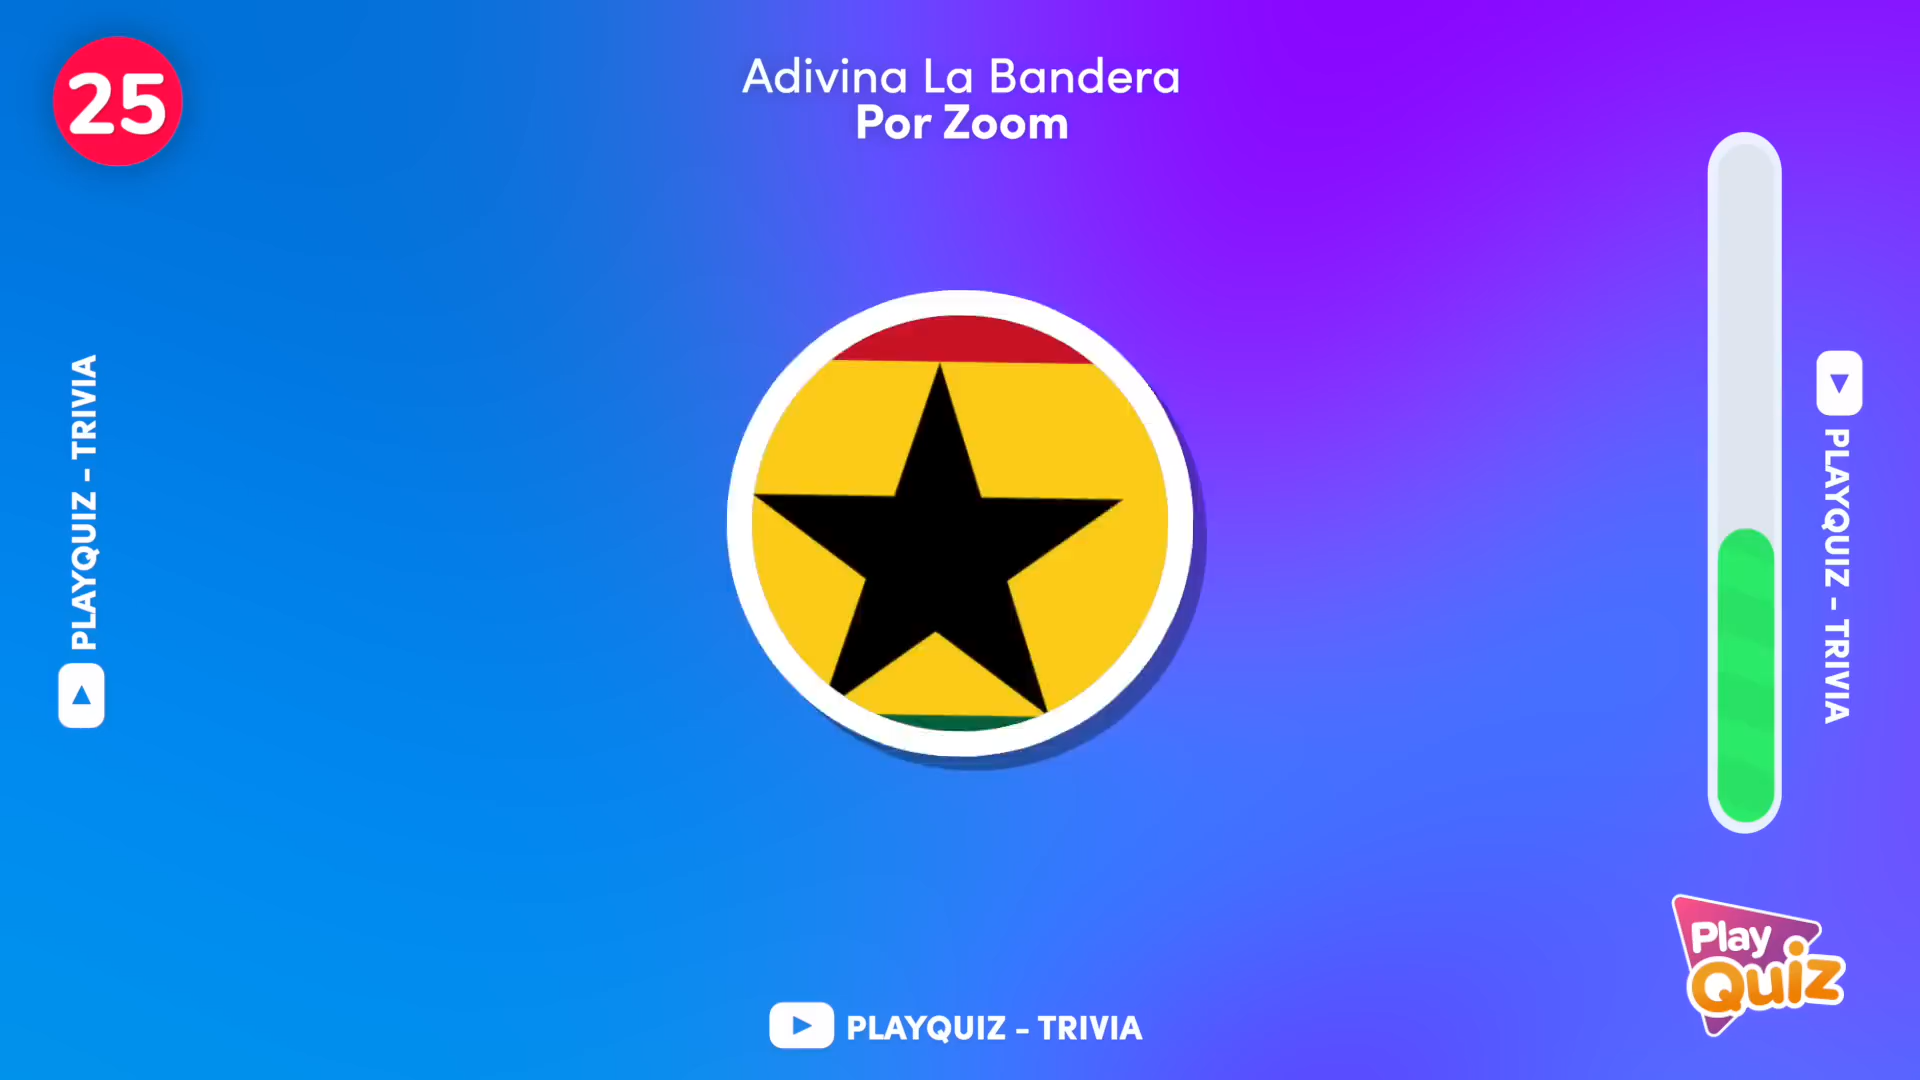 25
Adivina La Bandera
Por Zoom
PLAYQUIZ - TRIVIA
PLAYQUIZ - TRIVIA
PLAYQUIZ - TRIVIA
Play
Quiz